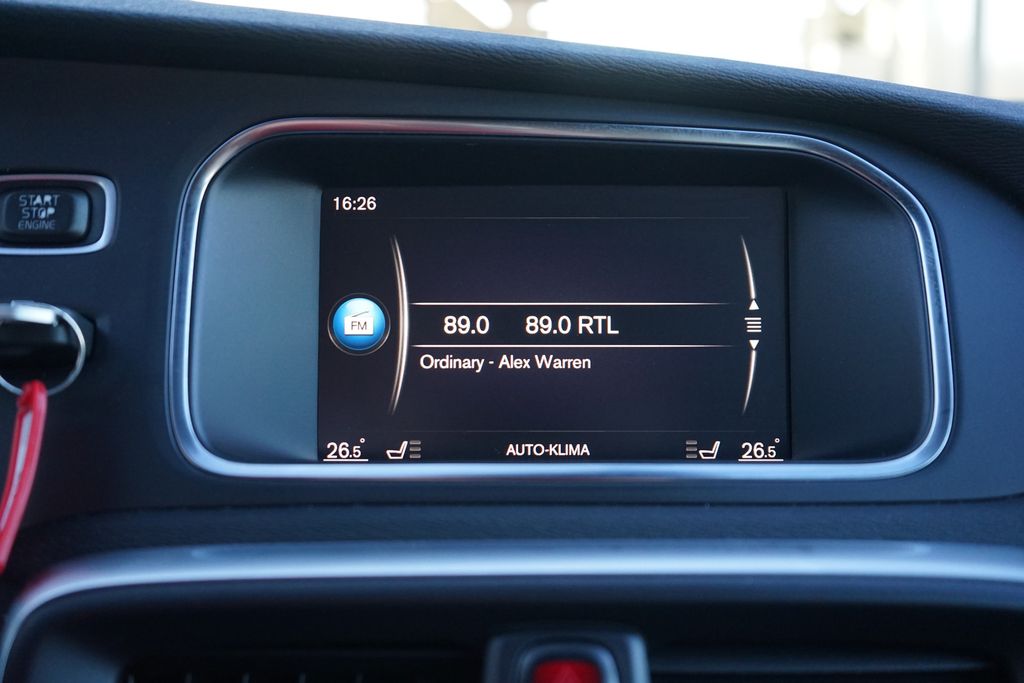 START
STOP
ENGINE
16:26
FM
89.0 89.0 RTL
Ordinary - Alex Warren
26.5° AUTO-KLIMA 26.5°